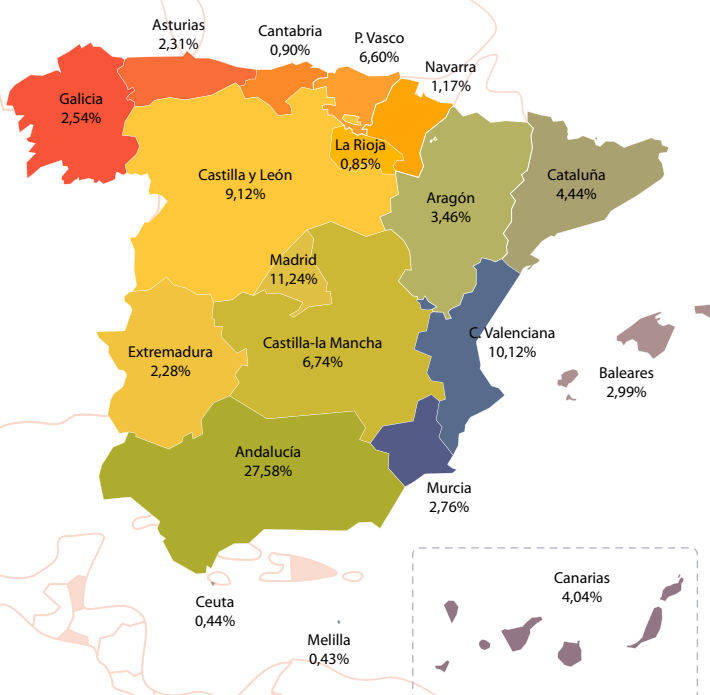 Asturias
2,31%
Cantabria
0,90%
P. Vasco
6,60%
Navarra
1,17%
Galicia
2,54%
La Rioja
0,85%
Castilla y León
9,12%
Aragón
3,46%
Cataluña
4,44%
Madrid
11,24%
C. Valenciana
10,12%
Castilla-la Mancha
6,74%
Extremadura
2,28%
Baleares
2,99%
Andalucía
27,58%
Murcia
2,76%
Canarias
4,04%
Ceuta
0,44%
Melilla
0,43%